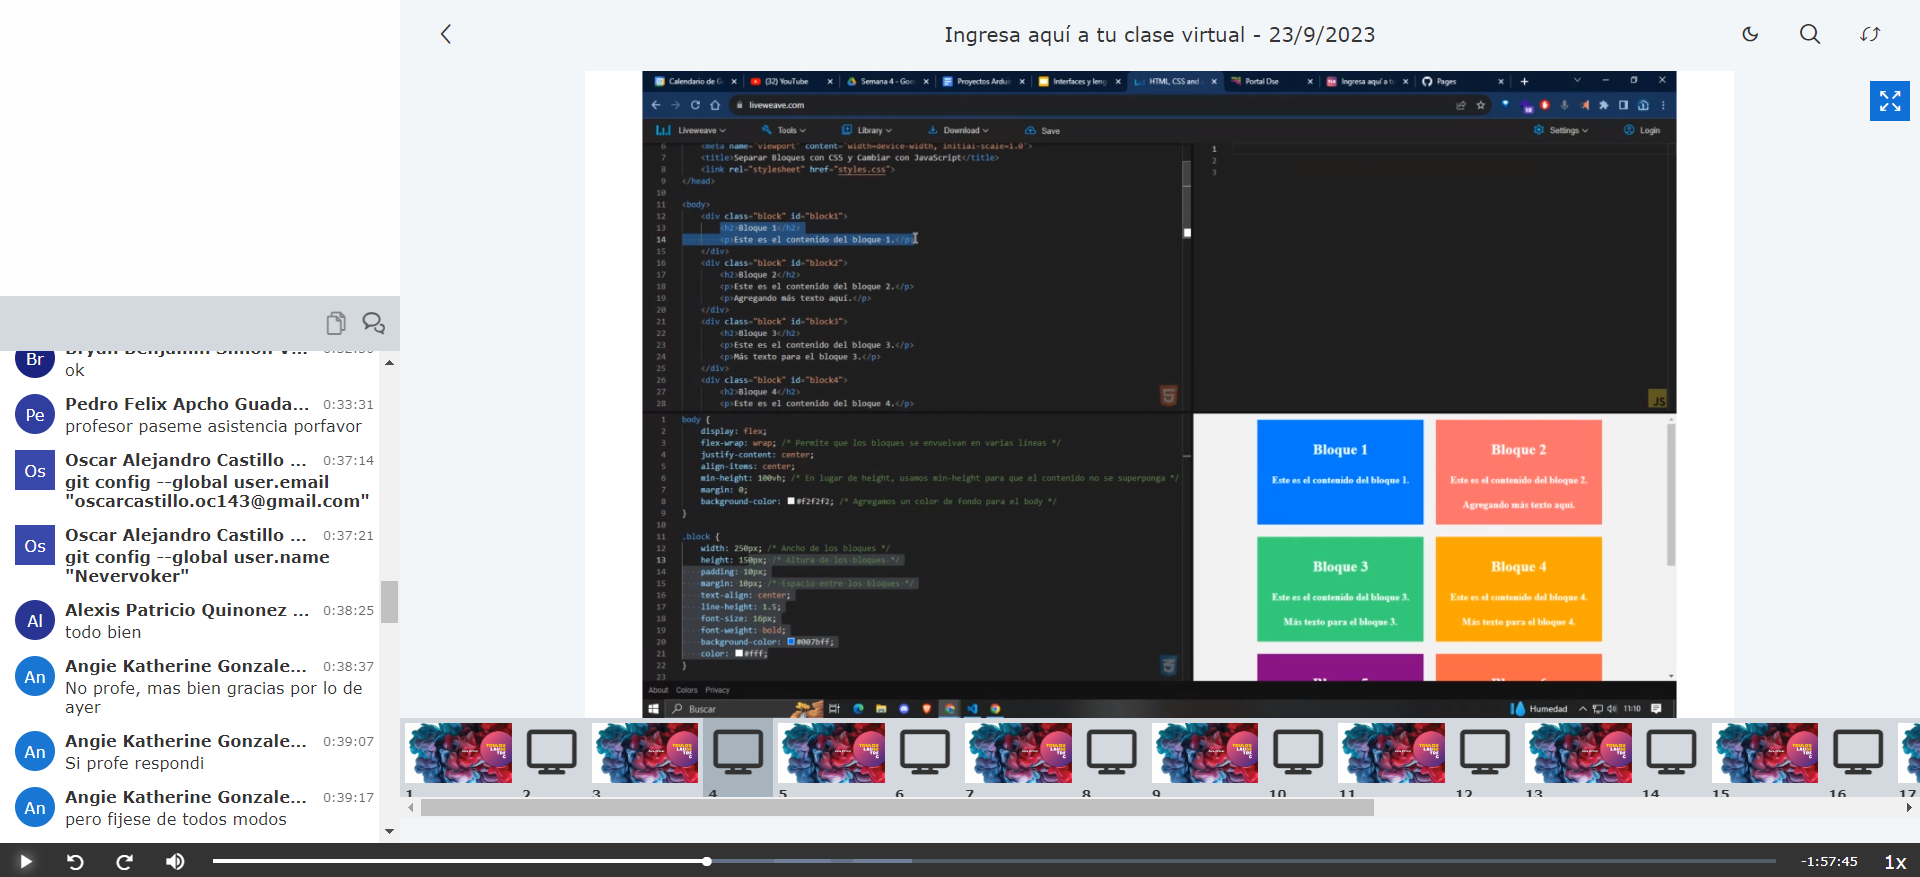 Ingresa aquí a tu clase virtual - 23/9/2023
Br
ok
Pe
Pedro Felix Apcho Guada... 0:33:31
profesor paseme asistencia porfavor
Os
Oscar Alejandro Castillo ... 0:37:14
git config --global user.email
"oscarcastillo.oc143@gmail.com"
Os
Oscar Alejandro Castillo ... 0:37:21
git config --global user.name
"Nevervoker"
Al
Alexis Patricio Quinonez ... 0:38:25
todo bien
An
Angie Katherine Gonzale... 0:38:37
No profe, mas bien gracias por lo de
ayer
An
Angie Katherine Gonzale... 0:39:07
Si profe respondi
An
Angie Katherine Gonzale... 0:39:17
pero fijese de todos modos
Calendario de G
(32) YouTube
Semana 4 - Goo
Proyectos Ardu
Interfaces y leng
HTML, CSS and
Portal Dse
Ingresa aquí a tu
Pages
liveweave.com
Liveweave
Tools
Library
Download
Save
Settings
Login
6 <meta name="viewport" content="width=device-width, initial-scale=1.0">
7 <title>Separar Bloques con CSS y Cambiar con JavaScript</title>
8 <link rel="stylesheet" href="styles.css">
9 </head>
10
11 <body>
12 <div class="block" id="block1">
13 <h2>Bloque 1</h2>
14 <p>Este es el contenido del bloque 1.</p>
15 </div>
16 <div class="block" id="block2">
17 <h2>Bloque 2</h2>
18 <p>Este es el contenido del bloque 2.</p>
19 <p>Agregando más texto aquí.</p>
20 </div>
21 <div class="block" id="block3">
22 <h2>Bloque 3</h2>
23 <p>Este es el contenido del bloque 3.</p>
24 <p>Más texto para el bloque 3.</p>
25 </div>
26 <div class="block" id="block4">
27 <h2>Bloque 4</h2>
28 <p>Este es el contenido del bloque 4.</p>
1
2
3
JS
1 body {
2 display: flex;
3 flex-wrap: wrap; /* Permite que los bloques se envuelvan en varias líneas */
4 justify-content: center;
5 align-items: center;
6 min-height: 100vh; /* En lugar de height, usamos min-height para que el contenido no se superponga */
7 margin: 0;
8 background-color: #f2f2f2; /* Agregamos un color de fondo para el body */
9 }
10
11 .block {
12 width: 250px; /* Ancho de los bloques */
13 height: 150px; /* Altura de los bloques */
14 padding: 10px;
15 margin: 10px; /* Espacio entre los bloques */
16 text-align: center;
17 line-height: 1.5;
18 font-size: 16px;
19 font-weight: bold;
20 background-color: #007bff;
21 color: #fff;
22 }
23
Bloque 1
Este es el contenido del bloque 1.
Bloque 2
Este es el contenido del bloque 2.
Agregando más texto aquí.
Bloque 3
Este es el contenido del bloque 3.
Más texto para el bloque 3.
Bloque 4
Este es el contenido del bloque 4.
Más texto para el bloque 4.
About Colors Privacy
Buscar
Humedad
11:10
1 2 3 4 5 6 7 8 9 10 11 12 13 14 15 16 17
-1:57:45
1x